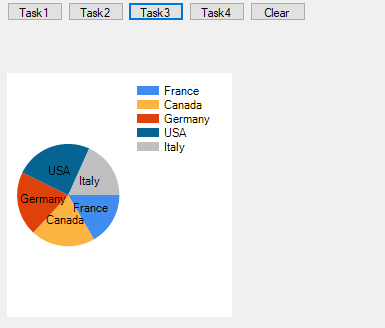 Task1 Task2 Task3 Task4 Clear
France
Canada
Germany
USA
Italy
USA
Italy
Germany
France
Canada